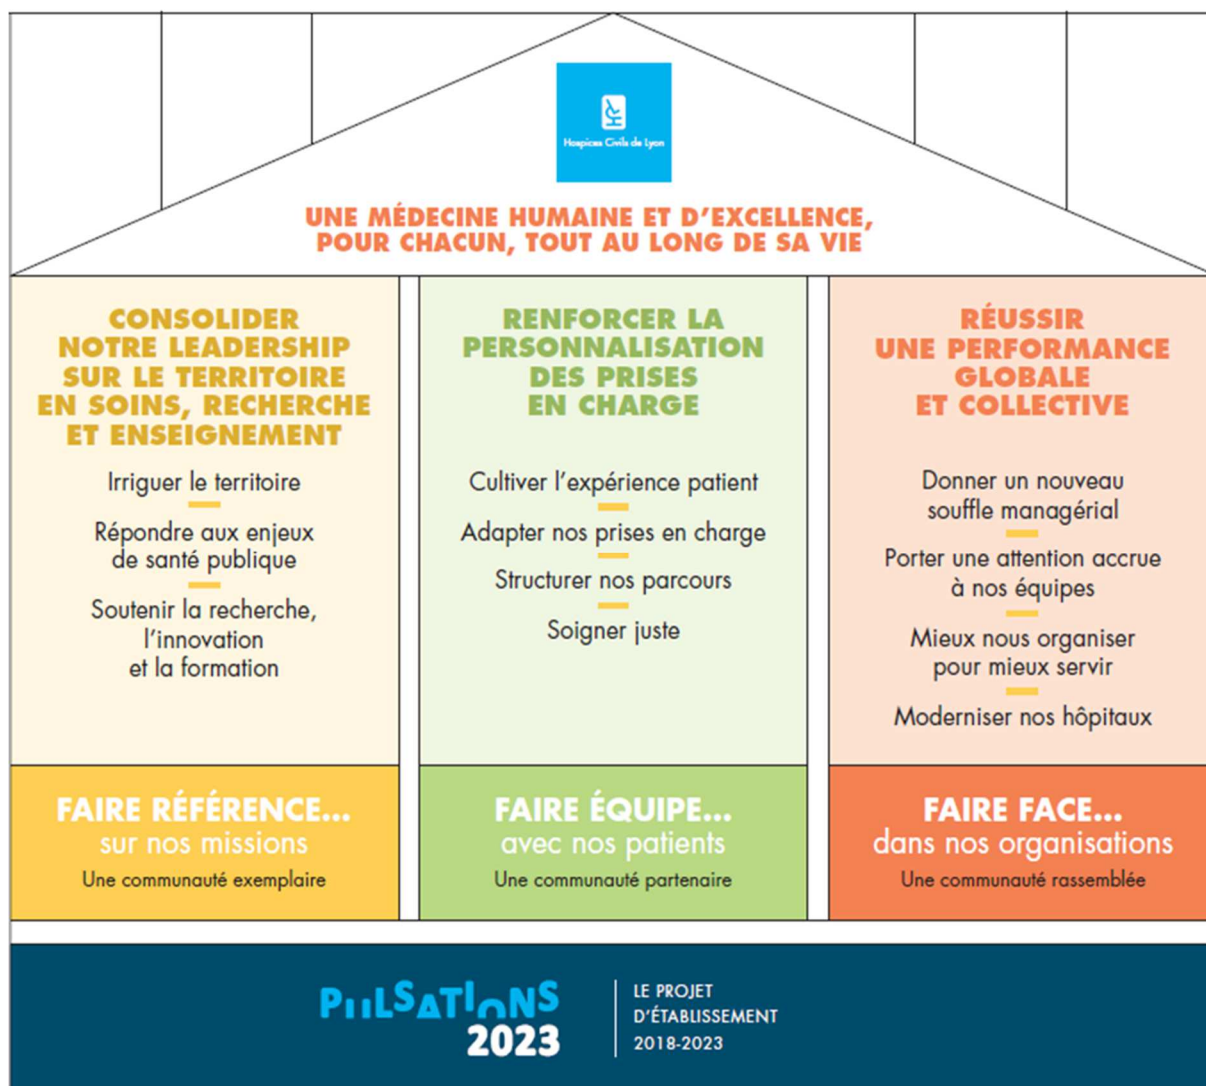 Hospices Civils de Lyon
UNE MÉDECINE HUMAINE ET D'EXCELLENCE,
POUR CHACUN, TOUT AU LONG DE SA VIE
CONSOLIDER
NOTRE LEADERSHIP
SUR LE TERRITOIRE
EN SOINS, RECHERCHE
ET ENSEIGNEMENT
Irriguer le territoire
Répondre aux enjeux
de santé publique
Soutenir la recherche,
l'innovation
et la formation
FAIRE RÉFÉRENCE...
sur nos missions
Une communauté exemplaire
RENFORCER LA
PERSONNALISATION
DES PRISES
EN CHARGE
Cultiver l'expérience patient
Adapter nos prises en charge
Structurer nos parcours
Soigner juste
FAIRE ÉQUIPE...
avec nos patients
Une communauté partenaire
RÉUSSIR
UNE PERFORMANCE
GLOBALE
ET COLLECTIVE
Donner un nouveau
souffle managérial
Porter une attention accrue
à nos équipes
Mieux nous organiser
pour mieux servir
Moderniser nos hôpitaux
FAIRE FACE...
dans nos organisations
Une communauté rassemblée
PULSATIONS
2023
LE PROJET
D'ÉTABLISSEMENT
2018-2023